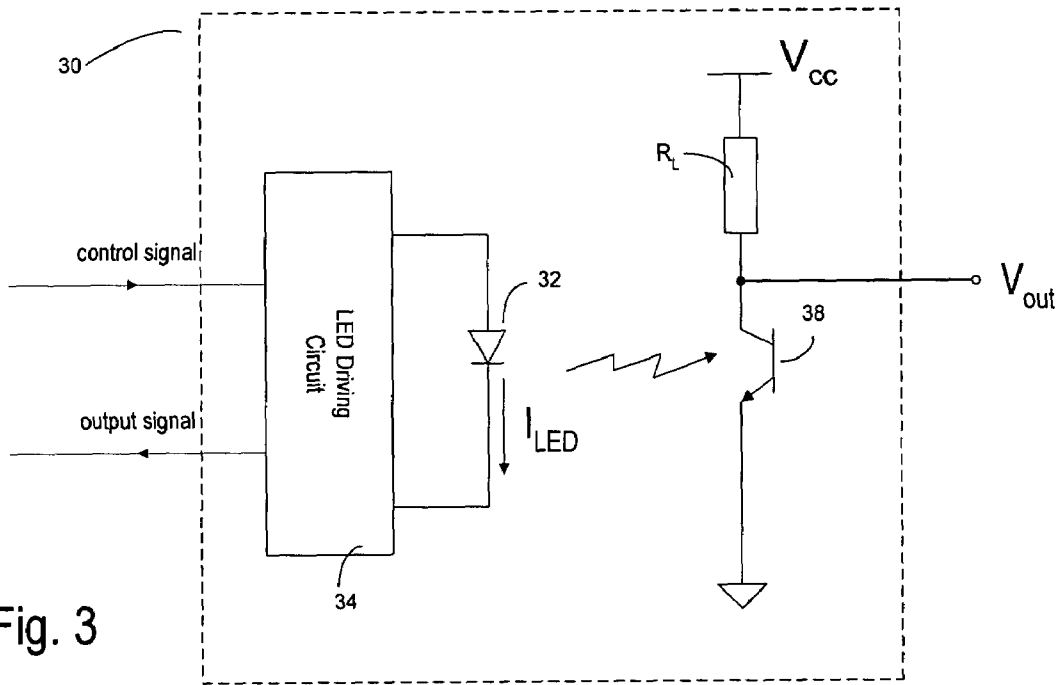 30
V_CC
R_L
control signal
LED Driving
Circuit
32
V_out
38
I_LED
output signal
34
Fig. 3